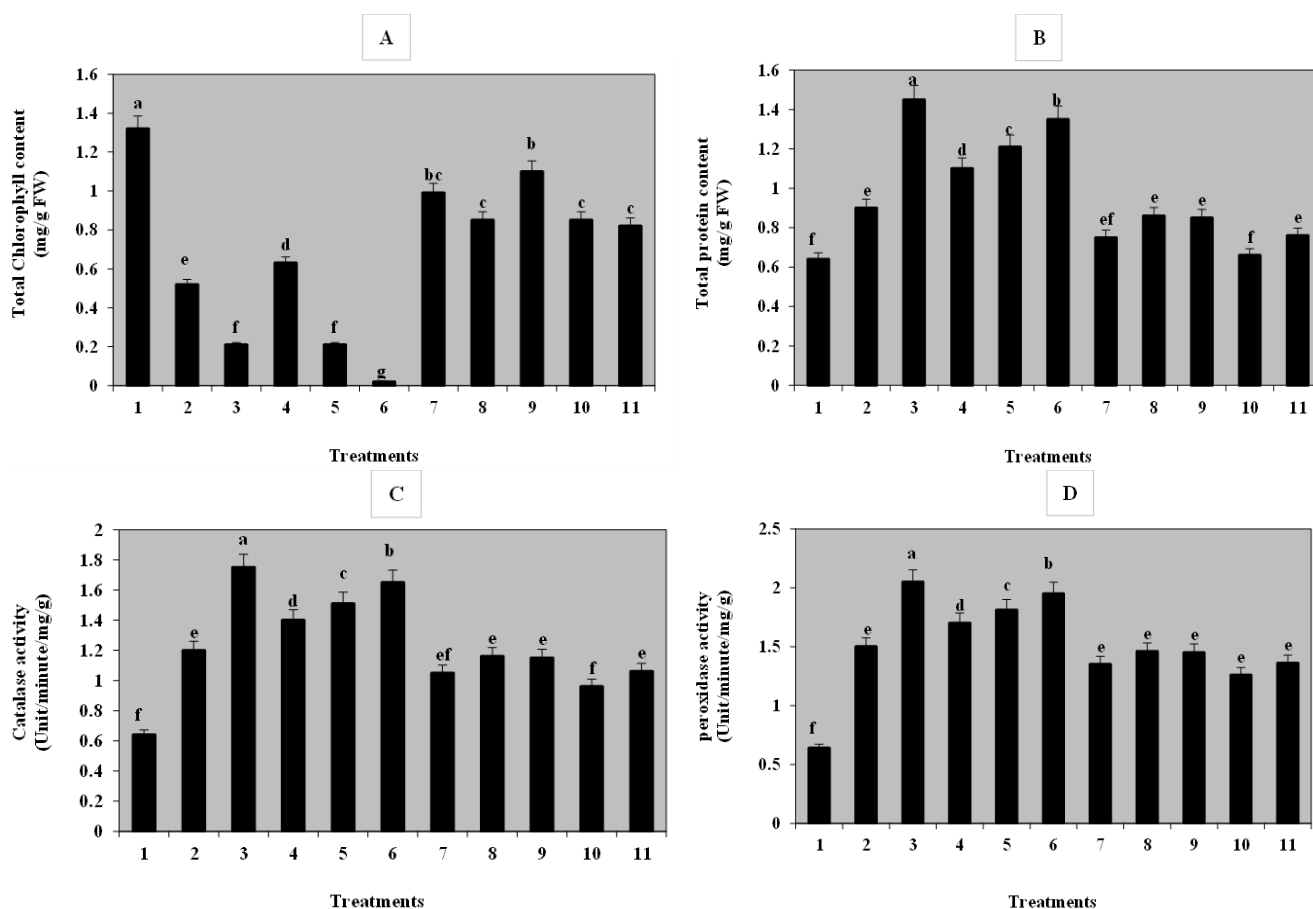 A
Total Chlorophyll content
(mg/g FW)
1.6
1.4
1.2
1
0.8
0.6
0.4
0.2
0
a
e
f
d
f
g
bc
c
b
c
c
1 2 3 4 5 6 7 8 9 10 11
Treatments
B
Total protein content
(mg/g FW)
1.6
1.4
1.2
1
0.8
0.6
0.4
0.2
0
f
e
a
d
c
b
ef
e
e
f
e
1 2 3 4 5 6 7 8 9 10 11
Treatments
C
Catalase activity
(Unit/minute/mg/g)
2
1.8
1.6
1.4
1.2
1
0.8
0.6
0.4
0.2
0
f
e
a
d
c
b
ef
e
e
f
e
1 2 3 4 5 6 7 8 9 10 11
Treatments
D
peroxidase activity
(Unit/minute/mg/g)
2.5
2
1.5
1
0.5
0
f
e
a
d
c
b
e
e
e
e
e
1 2 3 4 5 6 7 8 9 10 11
Treatments